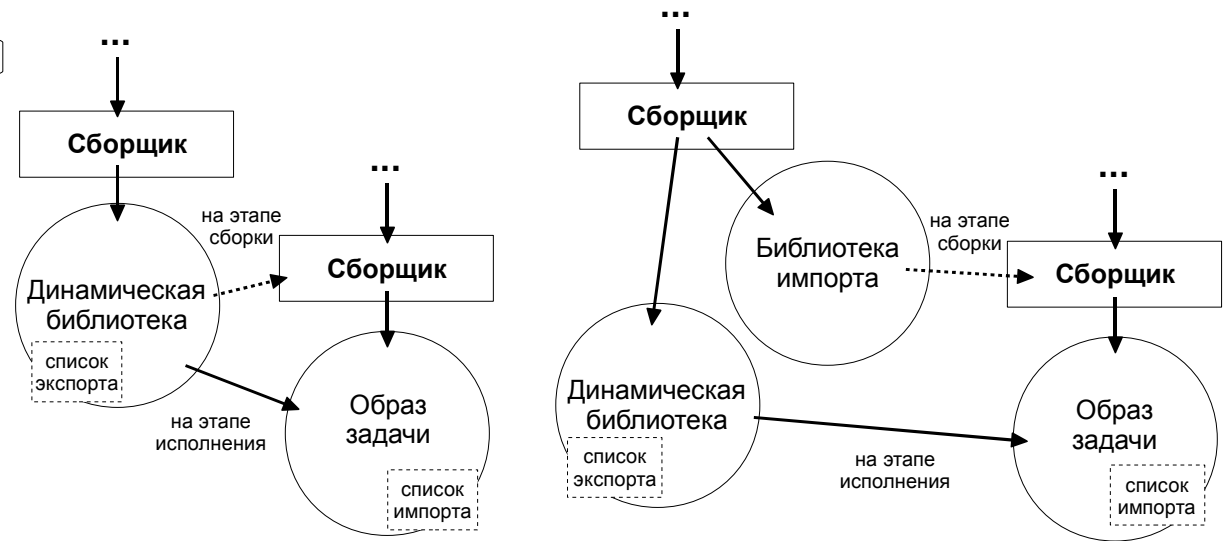 ...
Сборщик
...
на этапе
сборки
Сборщик
Динамическая
библиотека
список
экспорта
на этапе
исполнения
Образ
задачи
список
импорта
...
Сборщик
...
Библиотека
импорта
на этапе
сборки
Сборщик
Динамическая
библиотека
список
экспорта
на этапе
исполнения
Образ
задачи
список
импорта